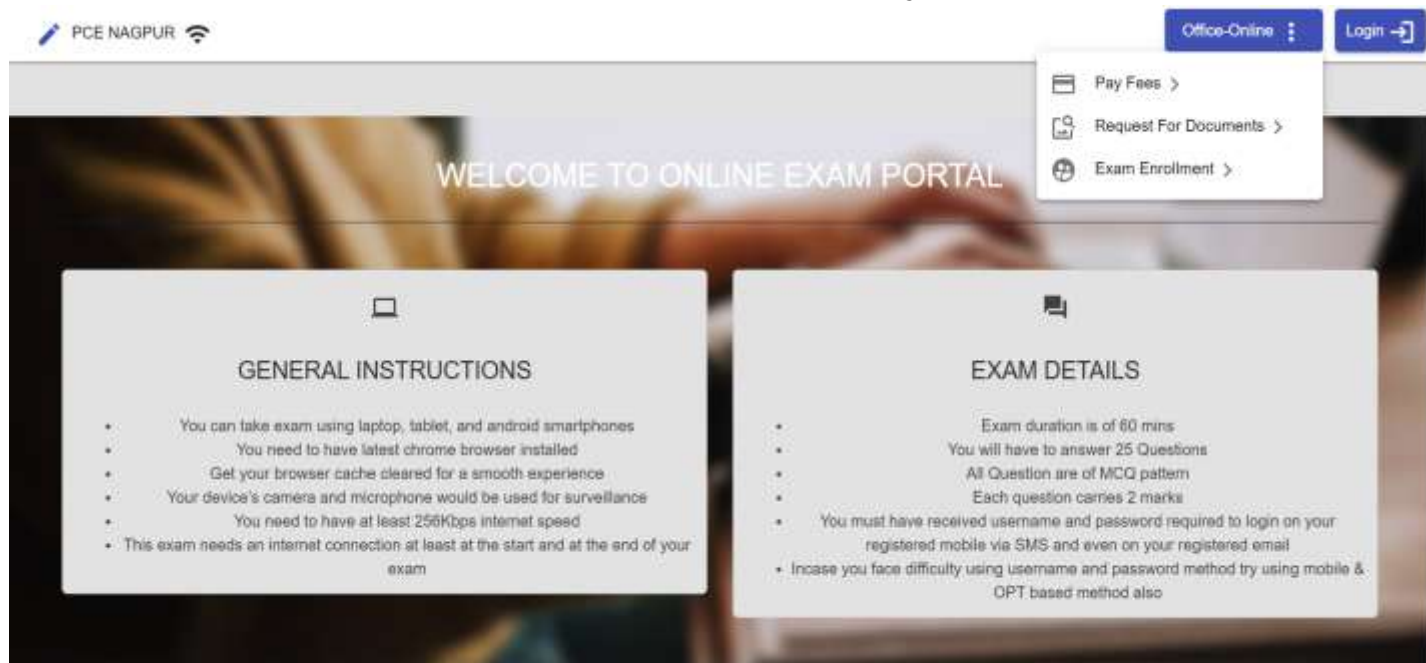 PCE NAGPUR
Office-Online
Login
Pay Fees
Request For Documents
Exam Enrollment
WELCOME TO ONLINE EXAM PORTAL
GENERAL INSTRUCTIONS
• You can take exam using laptop, tablet, and android smartphones
• You need to have latest chrome browser installed
• Get your browser cache cleared for a smooth experience
• Your device's camera and microphone would be used for surveillance
• You need to have at least 256Kbps internet speed
• This exam needs an internet connection at least at the start and at the end of your
exam
EXAM DETAILS
• Exam duration is of 60 mins
• You will have to answer 25 Questions
• All Question are of MCQ pattern
• Each question carries 2 marks
• You must have received username and password required to login on your
registered mobile via SMS and even on your registered email
• Incase you face difficulty using username and password method try using mobile &
OPT based method also